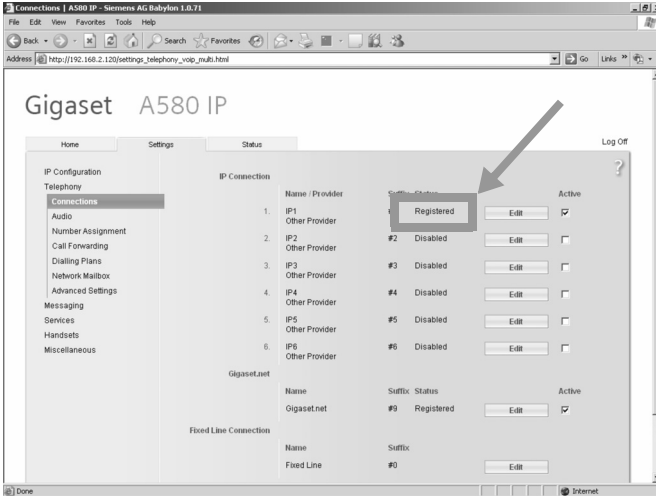 Connections | A580 IP - Siemens AG Babylon 1.0.71
File Edit View Favorites Tools Help
Back Search Favorites
Address http://192.168.2.120/settings_telephony_voip_multi.html Go Links »
Gigaset A580 IP
Home Settings Status Log Off
?
IP Configuration
Telephony
Connections
Audio
Number Assignment
Call Forwarding
Dialling Plans
Network Mailbox
Advanced Settings
Messaging
Services
Handsets
Miscellaneous
IP Connection
Name / Provider Suffix Status Active
1. IP1 Registered Edit
Other Provider
2. IP2 #2 Disabled Edit
Other Provider
3. IP3 #3 Disabled Edit
Other Provider
4. IP4 #4 Disabled Edit
Other Provider
5. IP5 #5 Disabled Edit
Other Provider
6. IP6 #6 Disabled Edit
Other Provider
Gigaset.net
Name Suffix Status Active
Gigaset.net #9 Registered Edit
Fixed Line Connection
Name Suffix
Fixed Line #0 Edit
Done Internet